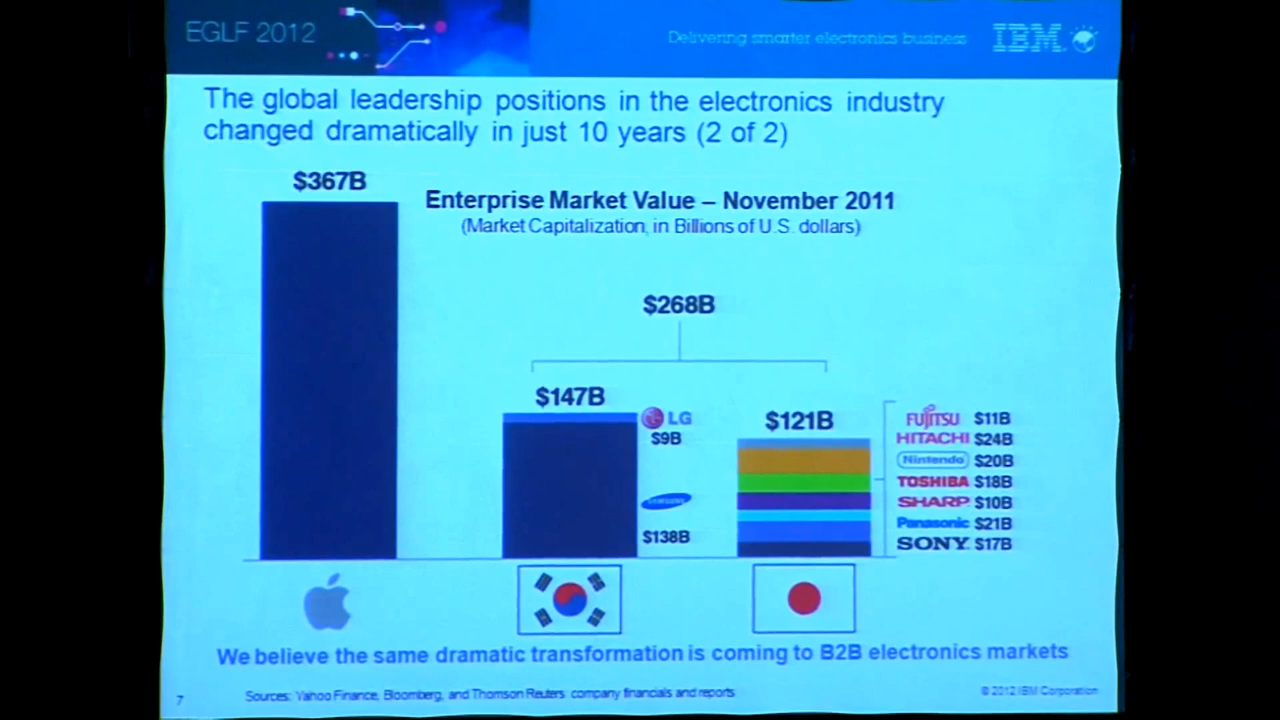 EGLF 2012
Delivering smarter electronics business
IBM
The global leadership positions in the electronics industry
changed dramatically in just 10 years (2 of 2)
$367B
Enterprise Market Value – November 2011
(Market Capitalization, in Billions of U.S. dollars)
$268B
$147B
LG
$9B
SAMSUNG
$138B
$121B
FUJITSU $11B
HITACHI $24B
Nintendo $20B
TOSHIBA $18B
SHARP $10B
Panasonic $21B
SONY $17B
We believe the same dramatic transformation is coming to B2B electronics markets
7
Sources: Yahoo Finance, Bloomberg, and Thomson Reuters company financials and reports
© 2012 IBM Corporation